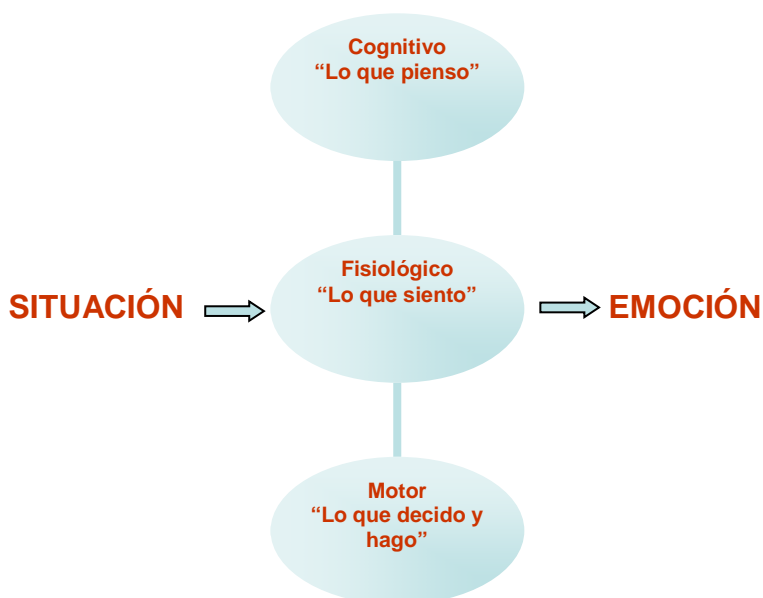 Cognitivo
“Lo que pienso”
Fisiológico
“Lo que siento”
SITUACIÓN
EMOCIÓN
Motor
“Lo que decido y
hago”